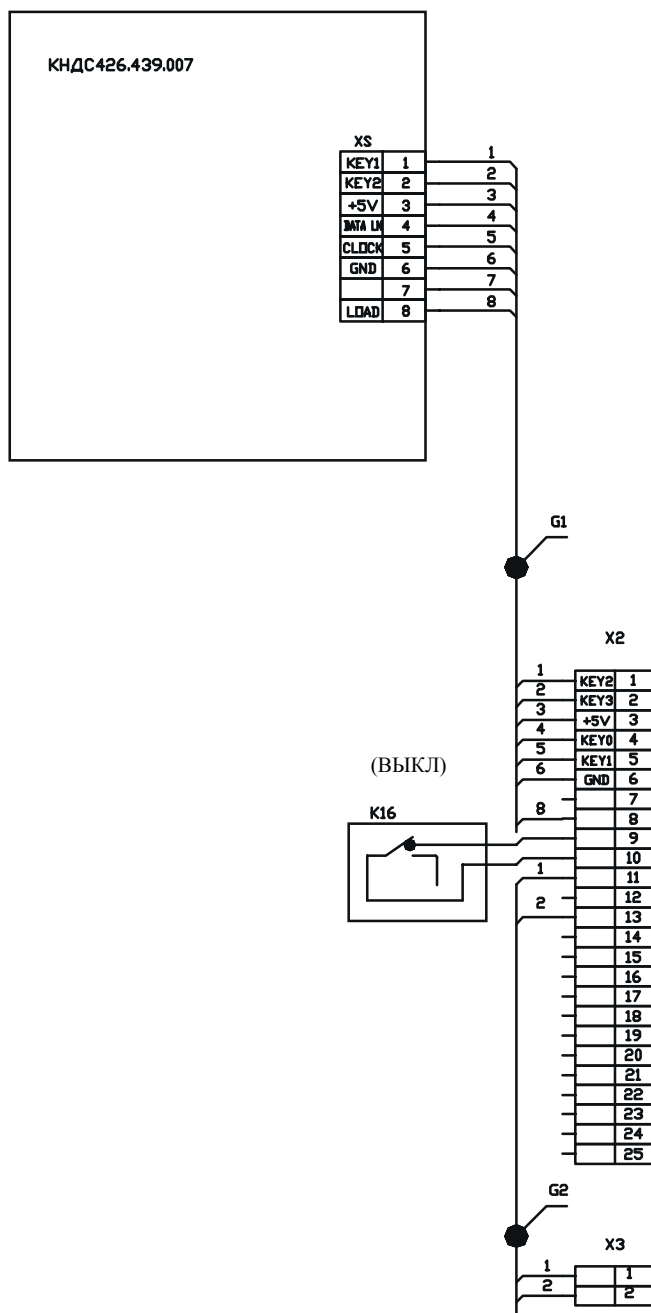 КНДС426.439.007
XS
KEY1 1 1
KEY2 2 2
+5V 3 3
DATA LN 4 4
CLOCK 5 5
GND 6 6
7 7
LOAD 8 8
G1
X2
1 KEY2 1
2 KEY3 2
3 +5V 3
4 KEY0 4
5 KEY1 5
6 GND 6
7
8 8
(ВЫКЛ)
K16
9
10
1 11
12
2 13
14
15
16
17
18
19
20
21
22
23
24
25
G2
X3
1 1
2 2